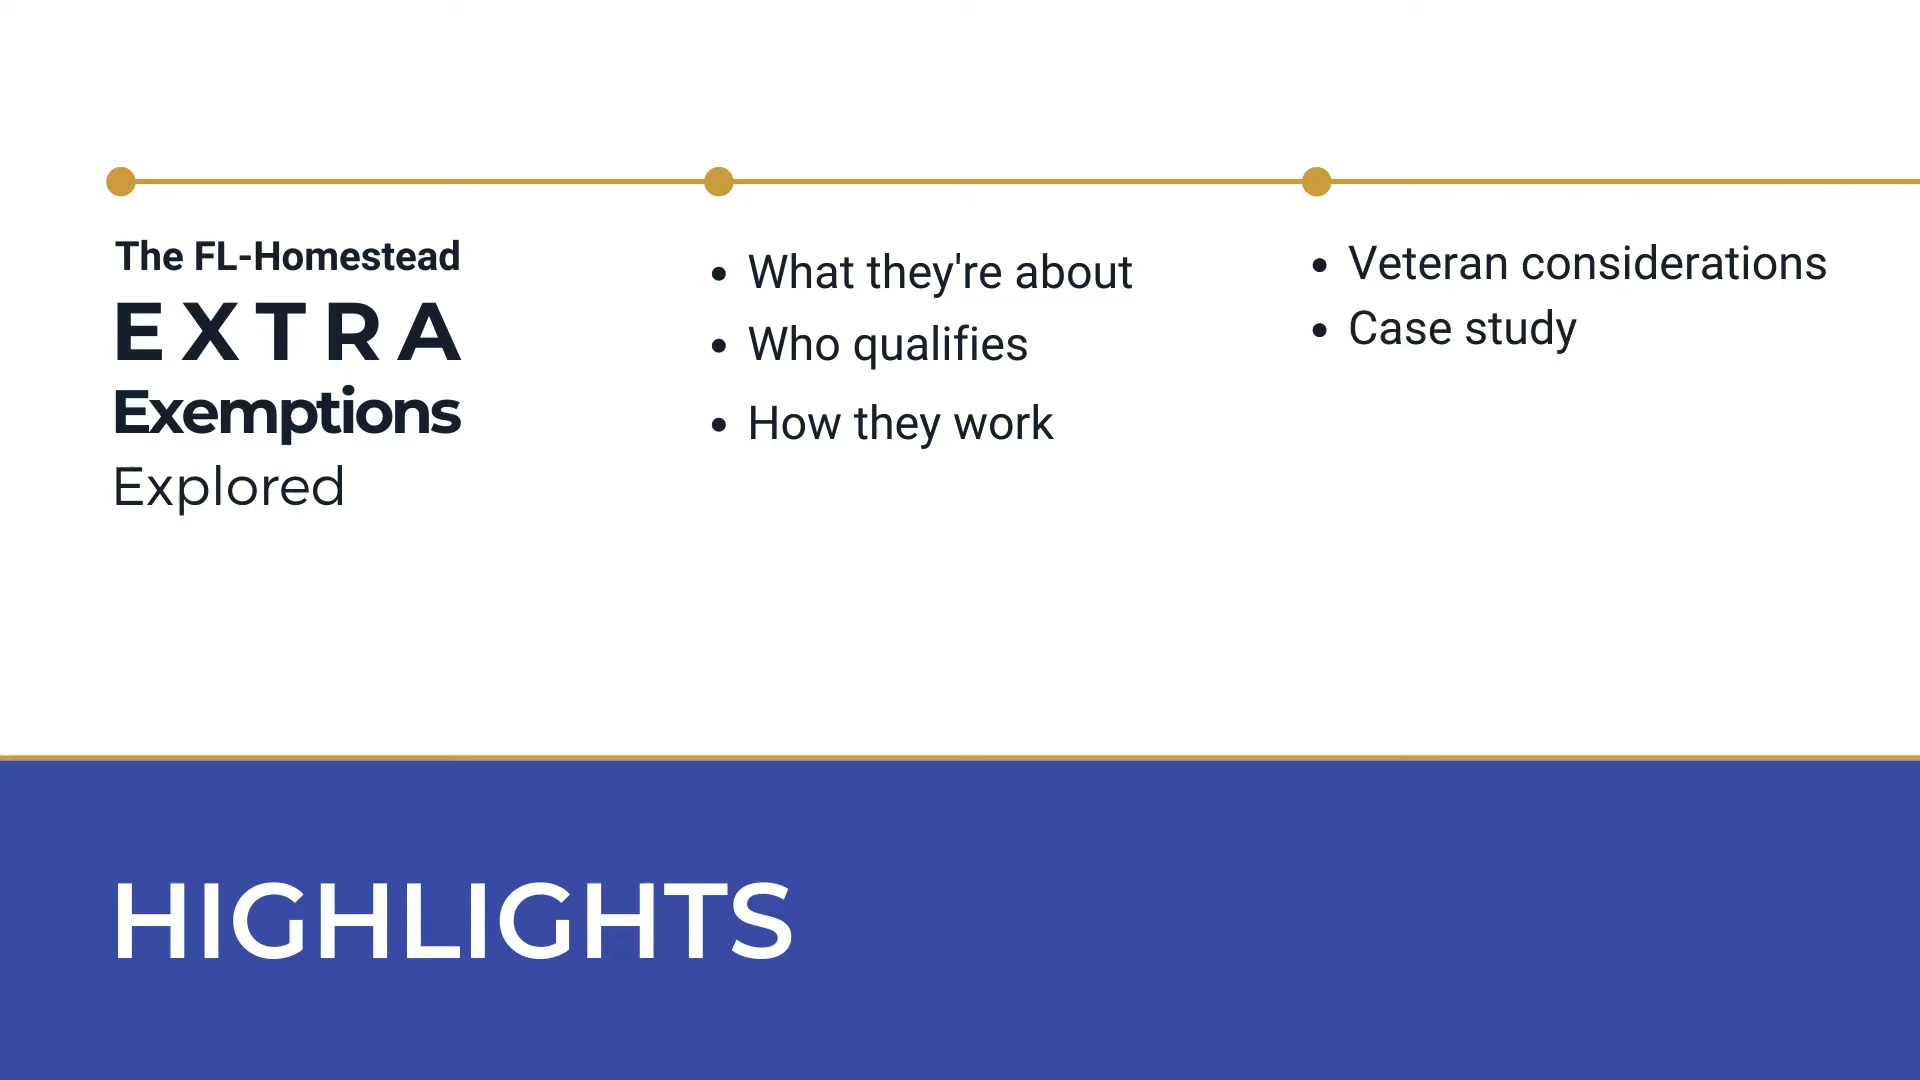 The FL-Homestead
EXTRA
Exemptions
Explored
• What they're about
• Who qualifies
• How they work
• Veteran considerations
• Case study
HIGHLIGHTS